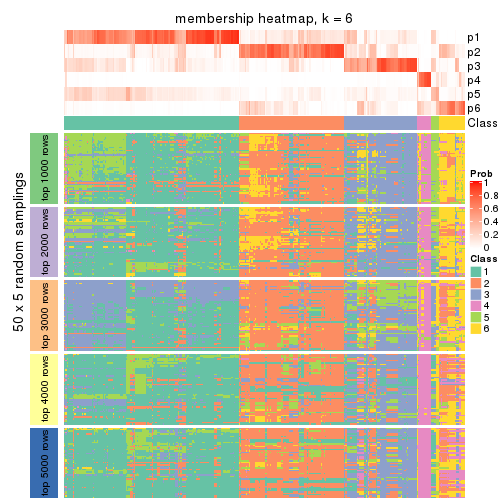 membership heatmap, k = 6
p1
p2
p3
p4
p5
p6
Class
50 x 5 random samplings
top 1000 rows
top 2000 rows
top 3000 rows
top 4000 rows
top 5000 rows
Prob
1
0.8
0.6
0.4
0.2
0
Class
1
2
3
4
5
6